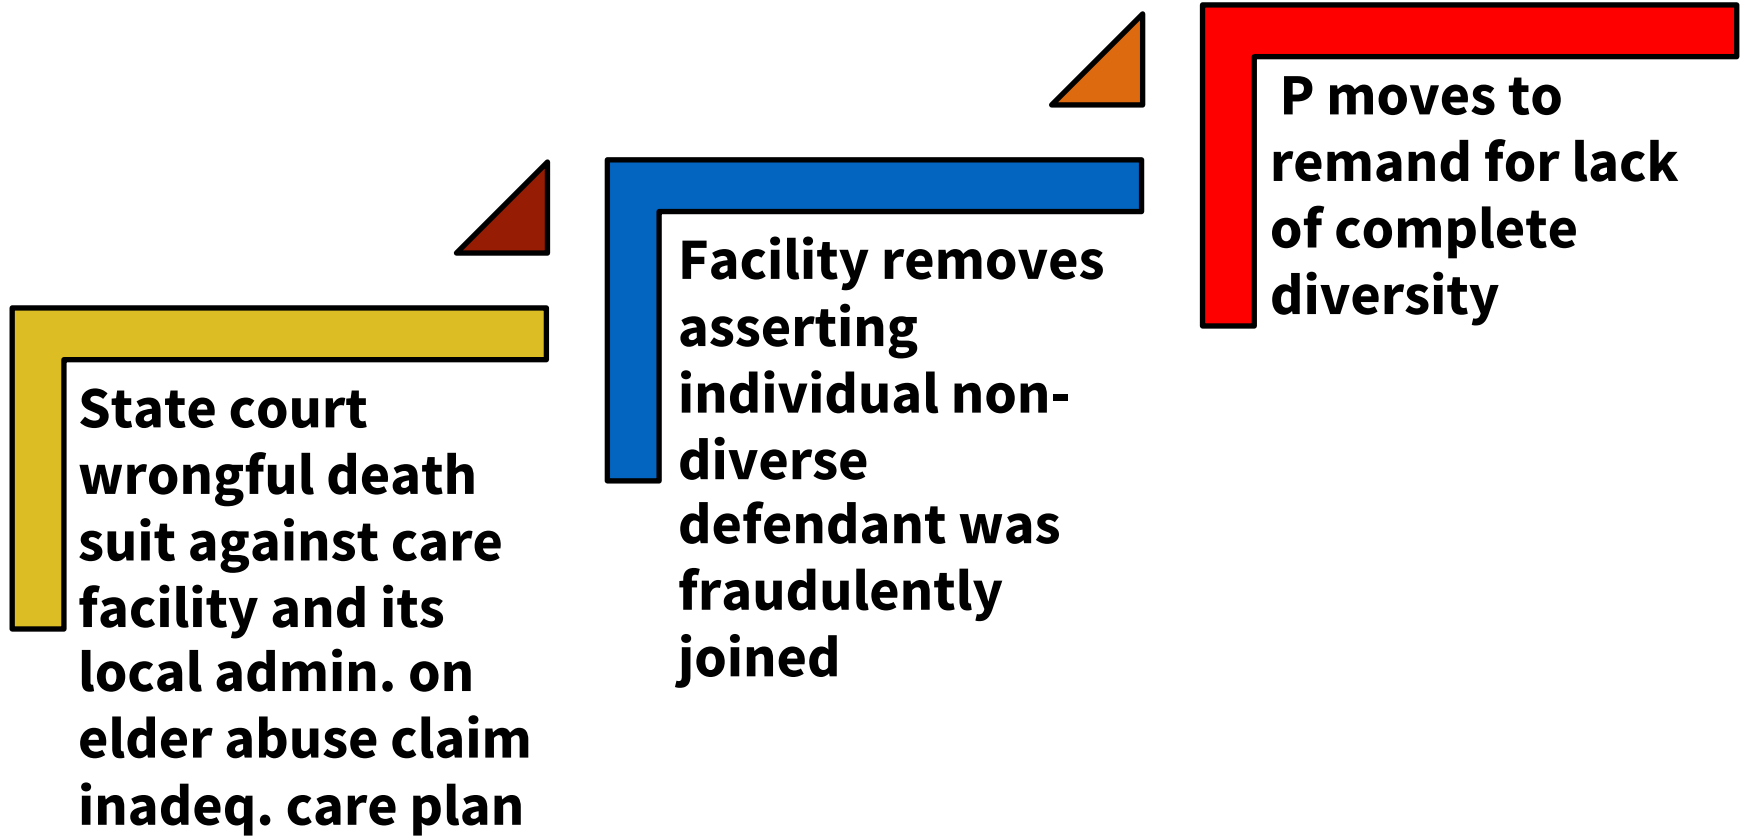 State court
wrongful death
suit against care
facility and its
local admin. on
elder abuse claim
inadeq. care plan
Facility removes
asserting
individual non-
diverse
defendant was
fraudulently
joined
P moves to
remand for lack
of complete
diversity